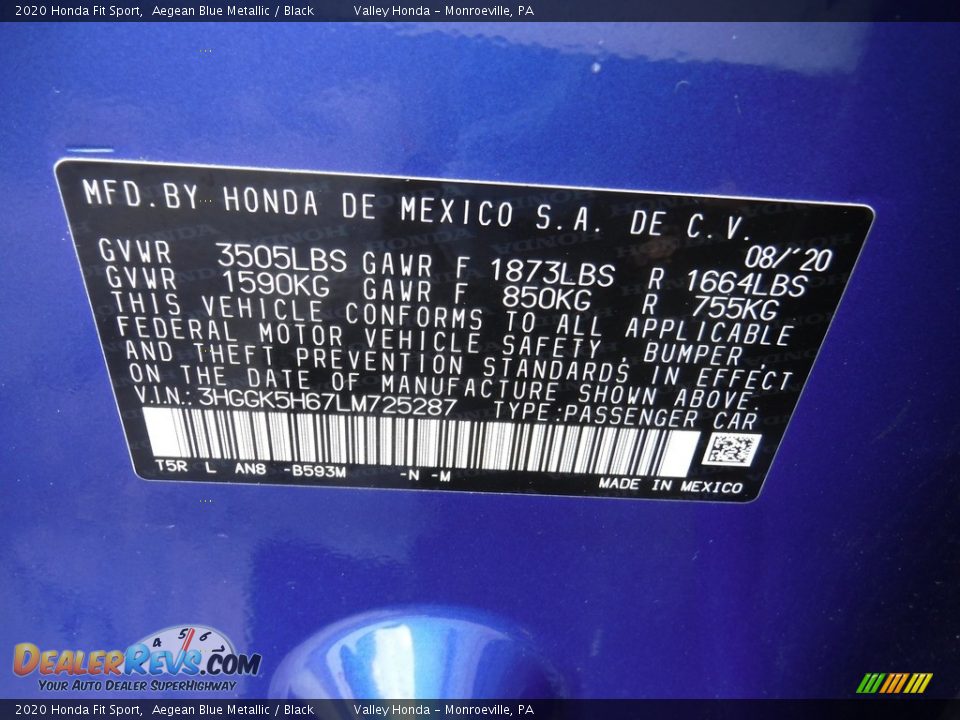 2020 Honda Fit Sport,  Aegean Blue Metallic / Black          Valley Honda - Monroeville, PA
MFD.BY HONDA DE MEXICO S.A. DE C.V.
08/'20
GVWR 3505LBS GAWR F 1873LBS R 1664LBS
GVWR 1590KG GAWR F 850KG R 755KG
THIS VEHICLE CONFORMS TO ALL APPLICABLE
FEDERAL MOTOR VEHICLE SAFETY, BUMPER,
AND THEFT PREVENTION STANDARDS IN EFFECT
ON THE DATE OF MANUFACTURE SHOWN ABOVE.
V.I.N.: 3HGGK5H67LM725287 TYPE:PASSENGER CAR
T5R L AN8 -B593M -N -M
MADE IN MEXICO
4 5 6
DEALERREVS.COM
YOUR AUTO DEALER SUPERHIGHWAY
2020 Honda Fit Sport,  Aegean Blue Metallic / Black          Valley Honda - Monroeville, PA